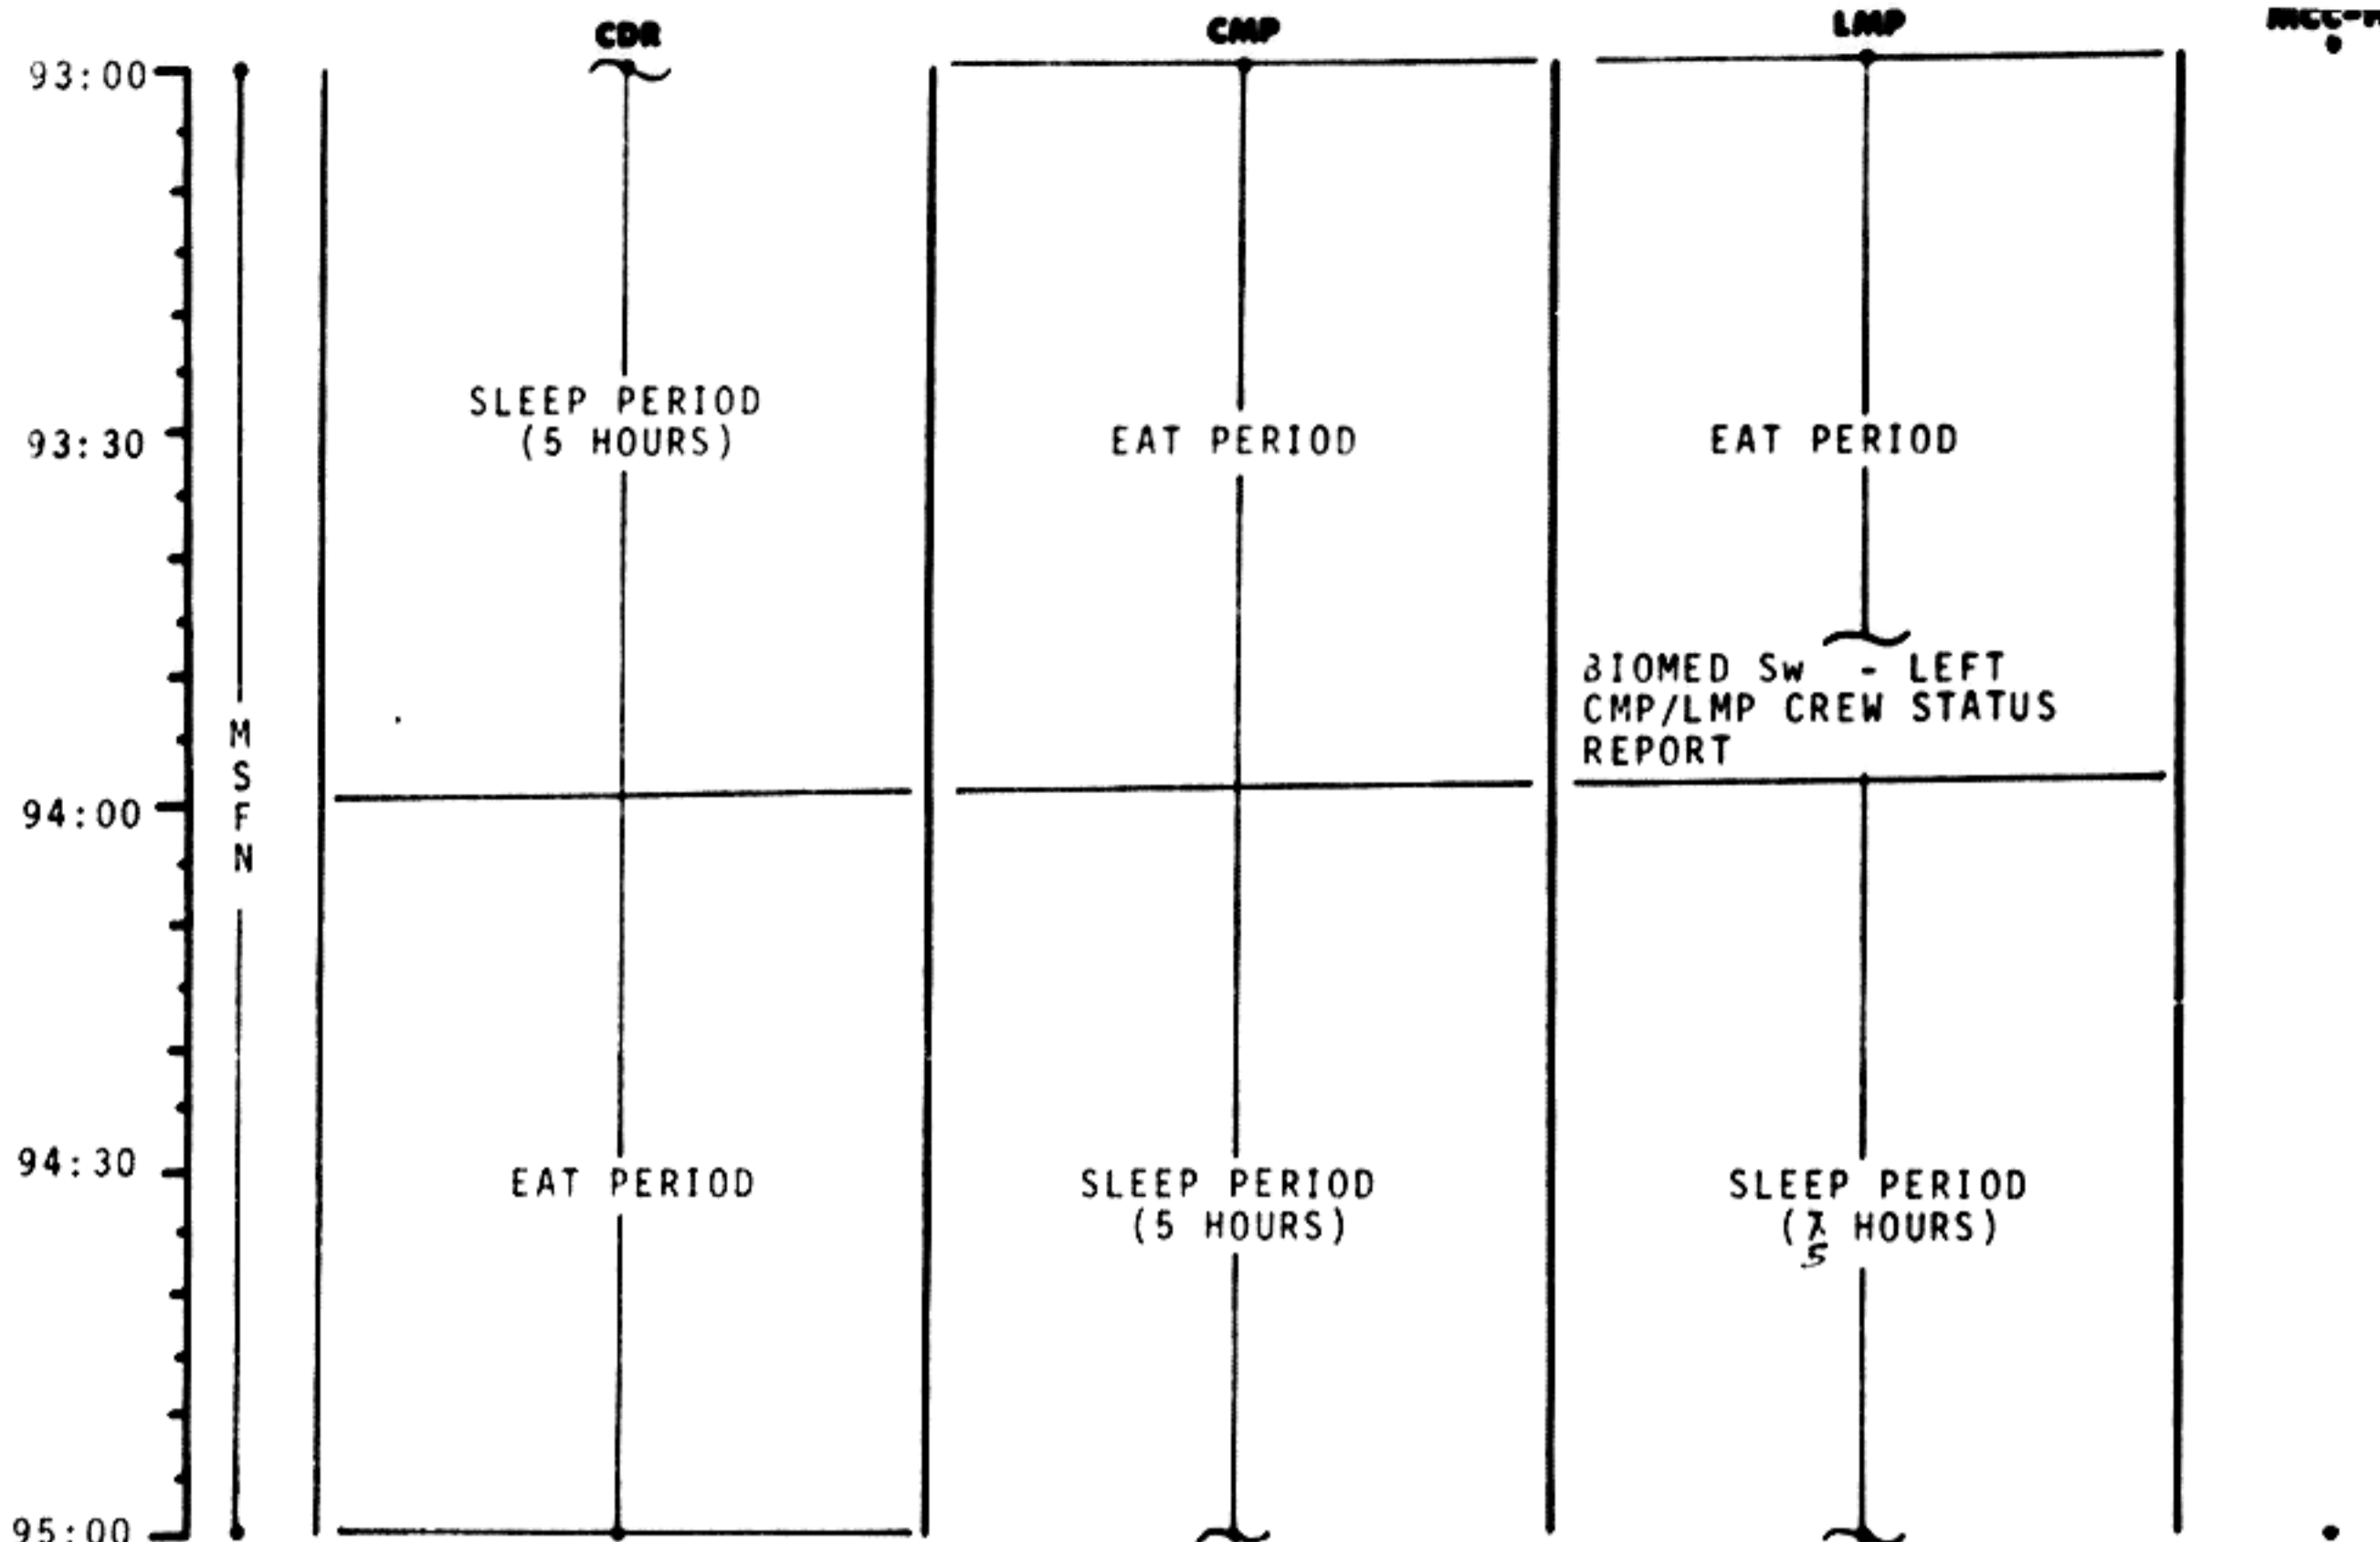 CDR CMP LMP
93:00
SLEEP PERIOD
(5 HOURS)
93:30
EAT PERIOD
EAT PERIOD
BIOMED Sw - LEFT
CMP/LMP CREW STATUS
REPORT
M
S
F
N
94:00
94:30
EAT PERIOD
SLEEP PERIOD
(5 HOURS)
SLEEP PERIOD
( HOURS)
5
95:00